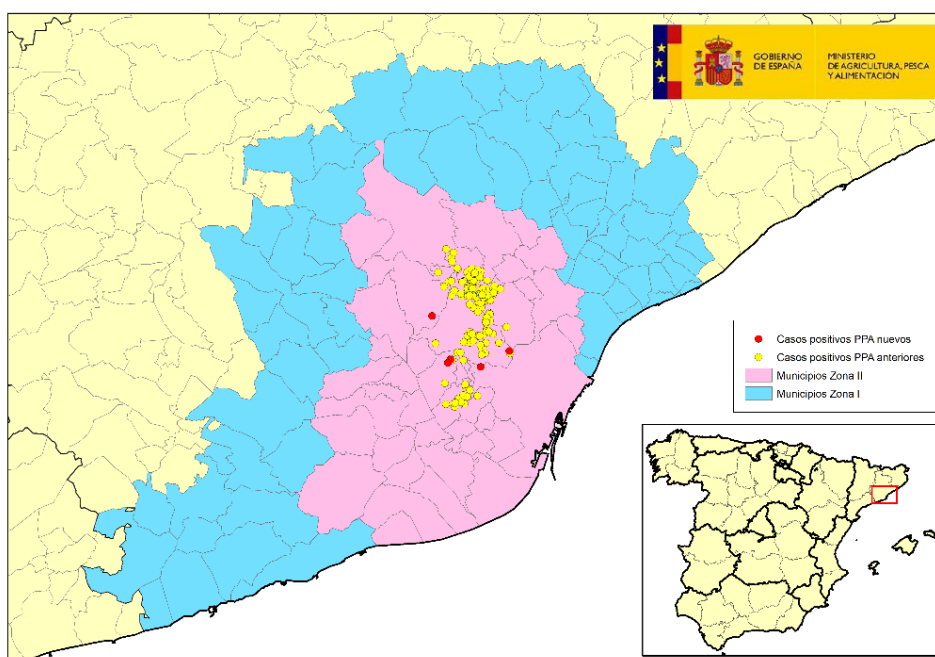 GOBIERNO
DE ESPAÑA
MINISTERIO
DE AGRICULTURA, PESCA
Y ALIMENTACIÓN
Casos positivos PPA nuevos
Casos positivos PPA anteriores
Municipios Zona II
Municipios Zona I